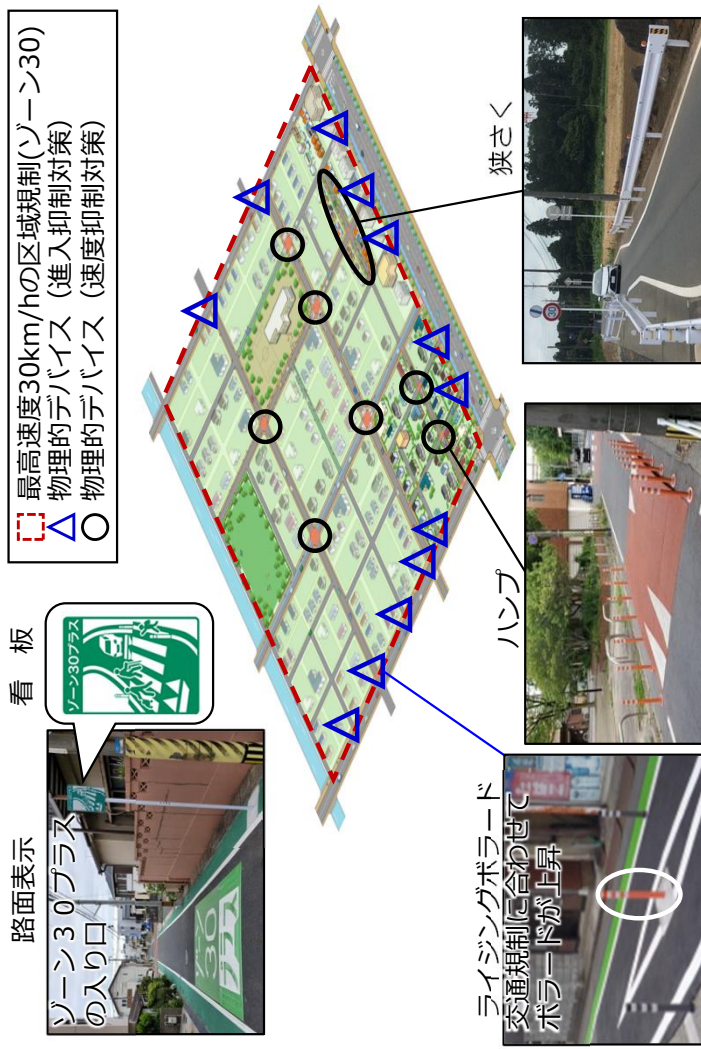 路面表示
看 板
ゾーン３０プラス
の入り口
ゾーン30プラス
ゾーン
30
プラス
最高速度30km/hの区域規制(ゾーン30)
物理的デバイス（進入抑制対策）
物理的デバイス（速度抑制対策）
ライジングボラード
交通規制に合わせて
ボラードが上昇
ハンプ
狭さく
30